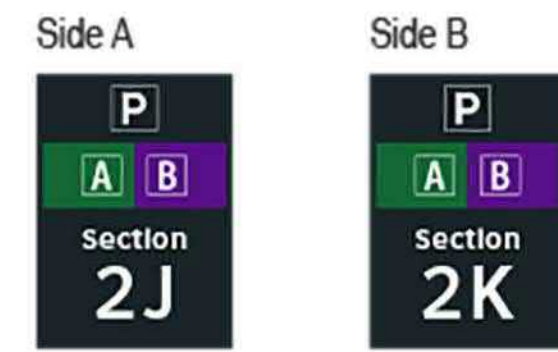 Side A
P
A B
Section
2J
Side B
P
A B
Section
2K